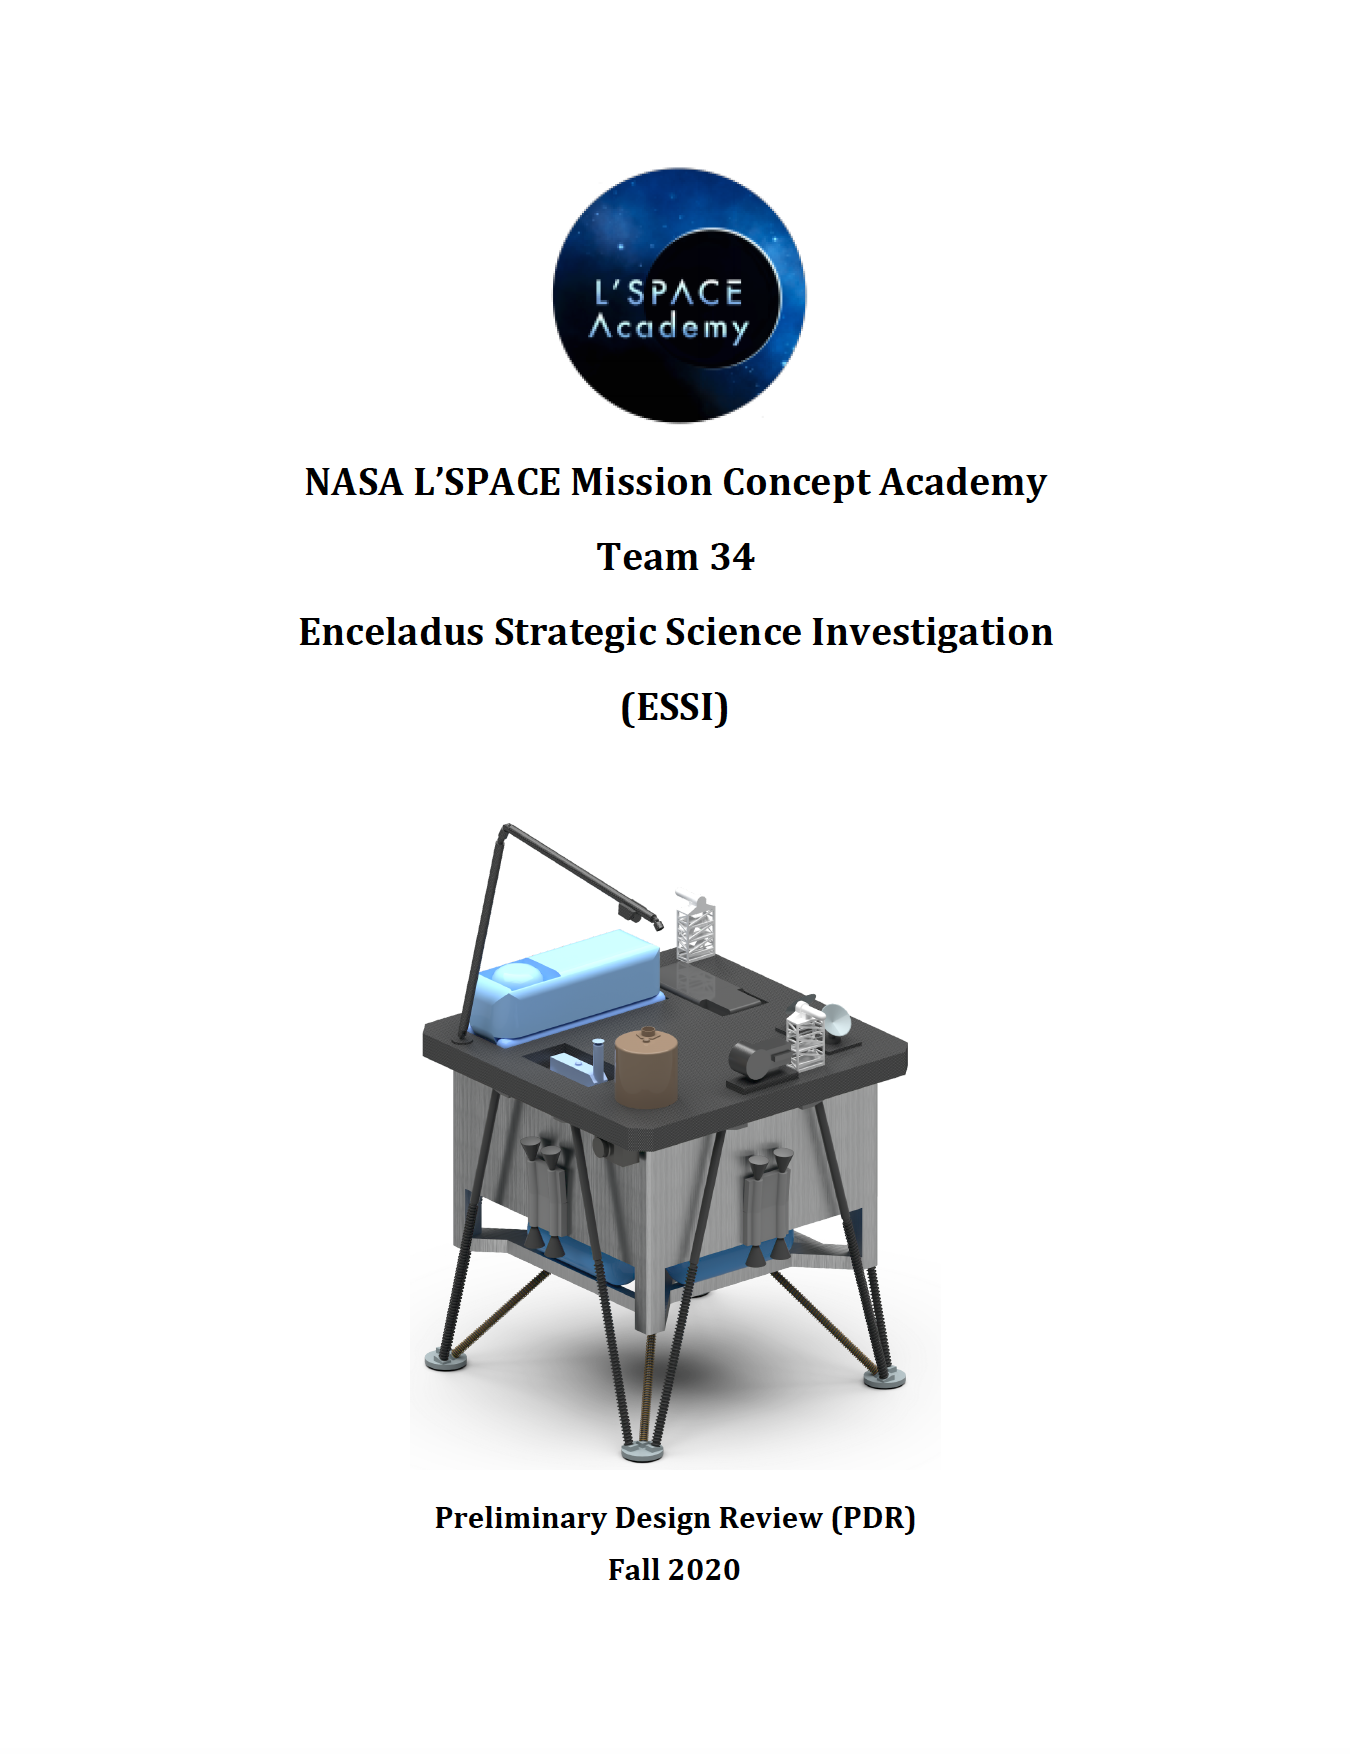 L’SPACE
Academy
NASA L’SPACE Mission Concept Academy
Team 34
Enceladus Strategic Science Investigation
(ESSI)
Preliminary Design Review (PDR)
Fall 2020